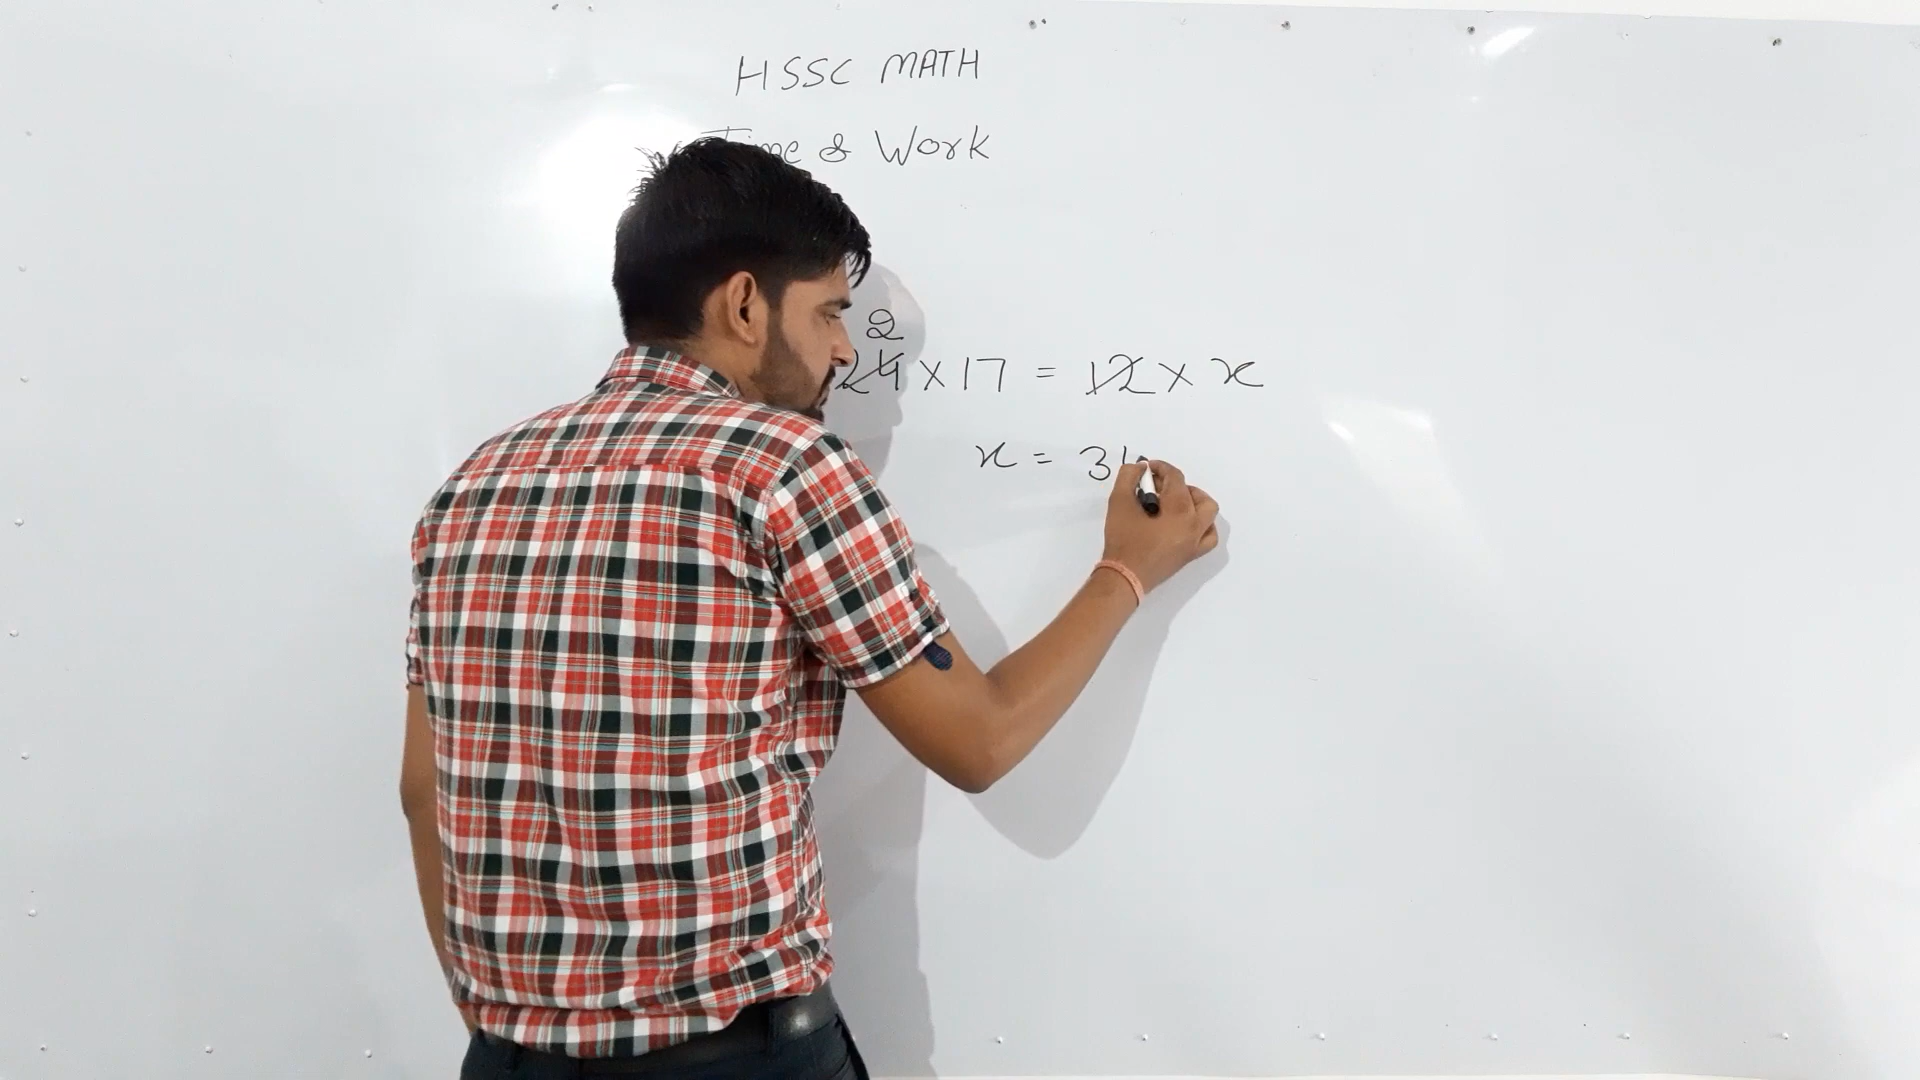 HSSC MATH
Time & Work
2
24 x 17 = 12 x x
x = 34